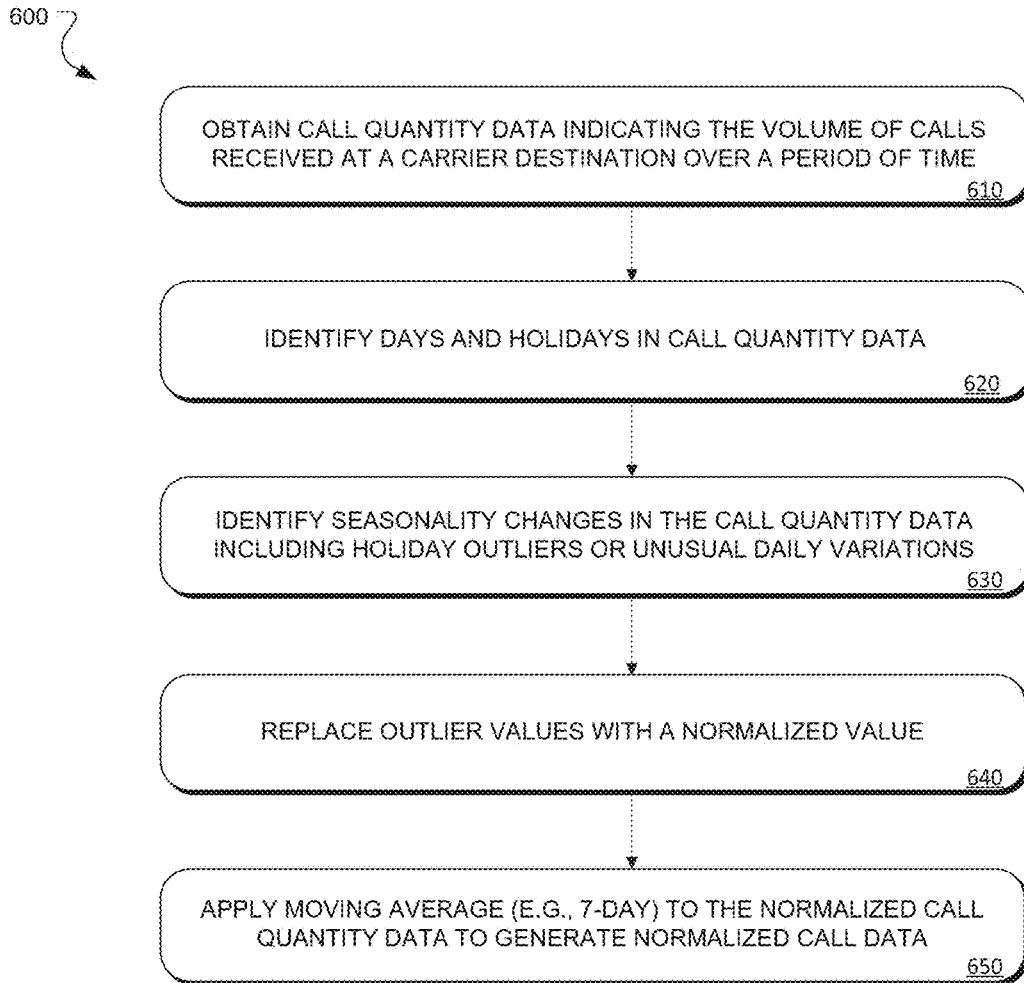 600
OBTAIN CALL QUANTITY DATA INDICATING THE VOLUME OF CALLS
RECEIVED AT A CARRIER DESTINATION OVER A PERIOD OF TIME
610
IDENTIFY DAYS AND HOLIDAYS IN CALL QUANTITY DATA
620
IDENTIFY SEASONALITY CHANGES IN THE CALL QUANTITY DATA
INCLUDING HOLIDAY OUTLIERS OR UNUSUAL DAILY VARIATIONS
630
REPLACE OUTLIER VALUES WITH A NORMALIZED VALUE
640
APPLY MOVING AVERAGE (E.G., 7-DAY) TO THE NORMALIZED CALL
QUANTITY DATA TO GENERATE NORMALIZED CALL DATA
650